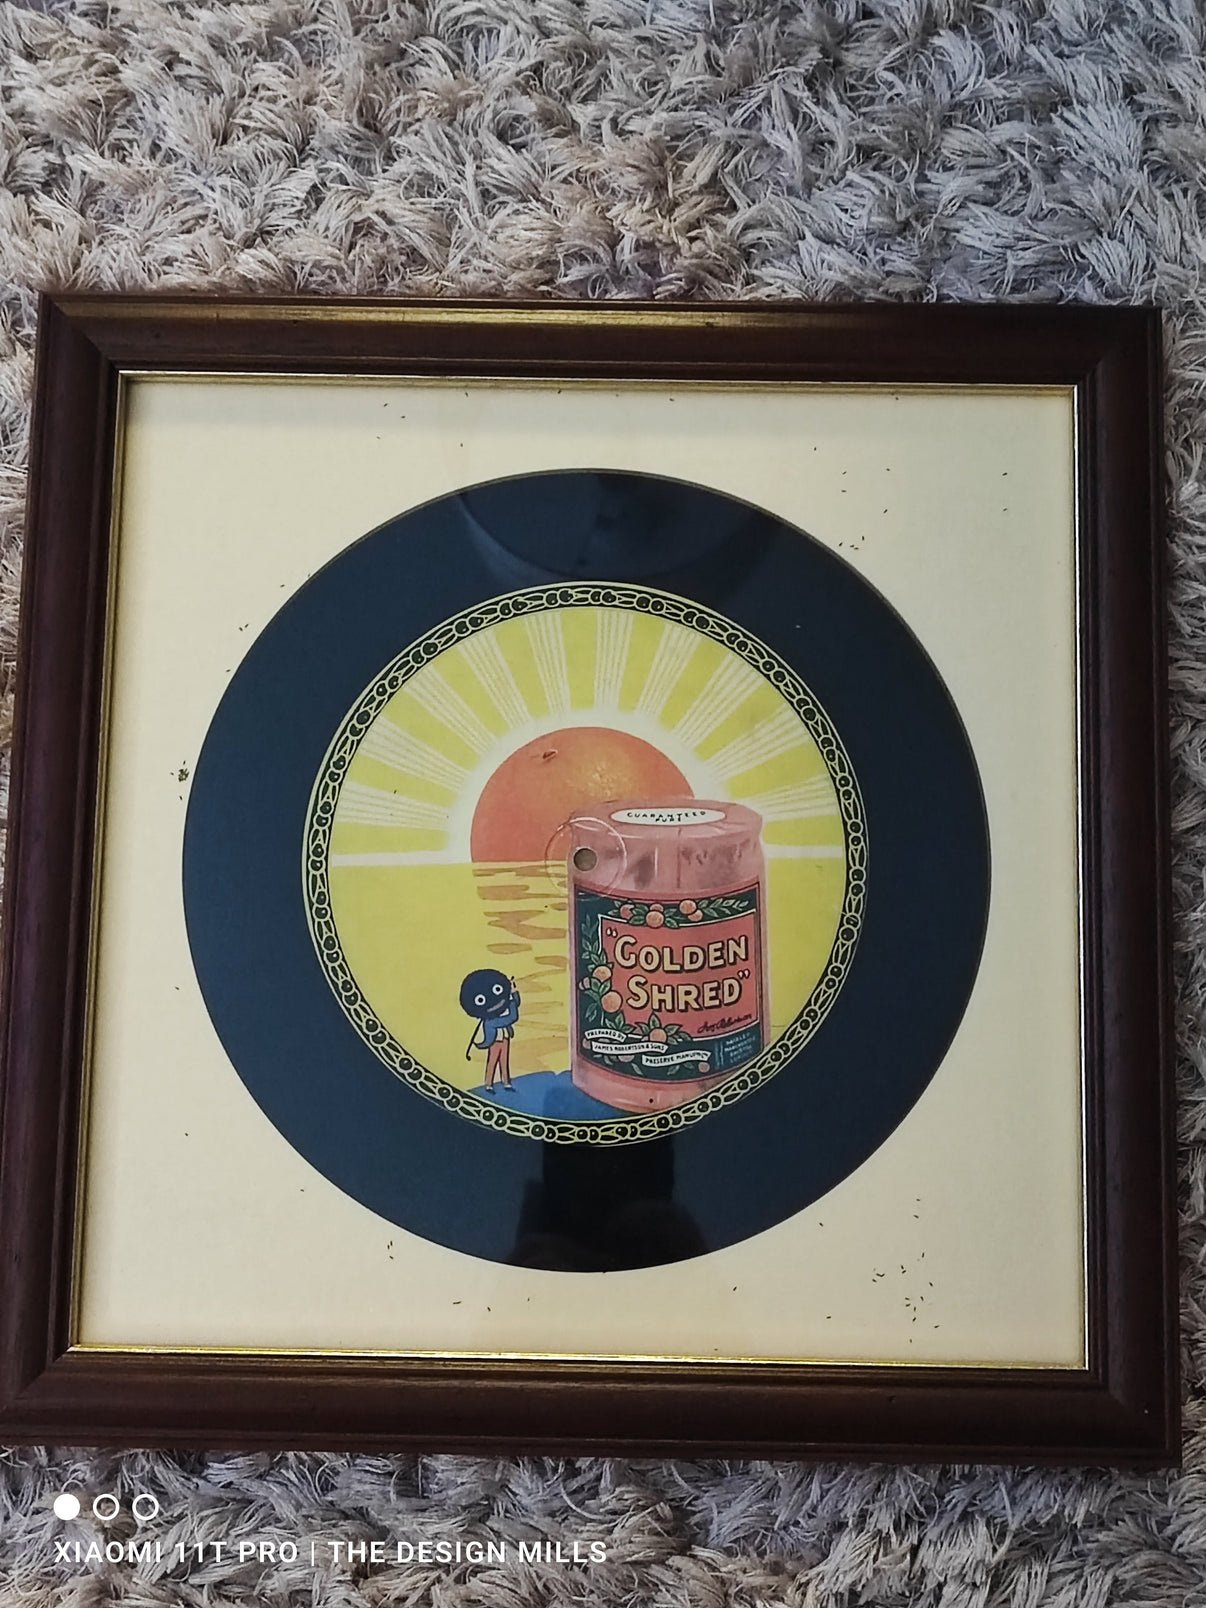 GUARANTEED
PURE
"GOLDEN
SHRED"
PREPARED BY
JAMES ROBERTSON & SONS
PRESERVE MANUFRS
XIAOMI 11T PRO | THE DESIGN MILLS